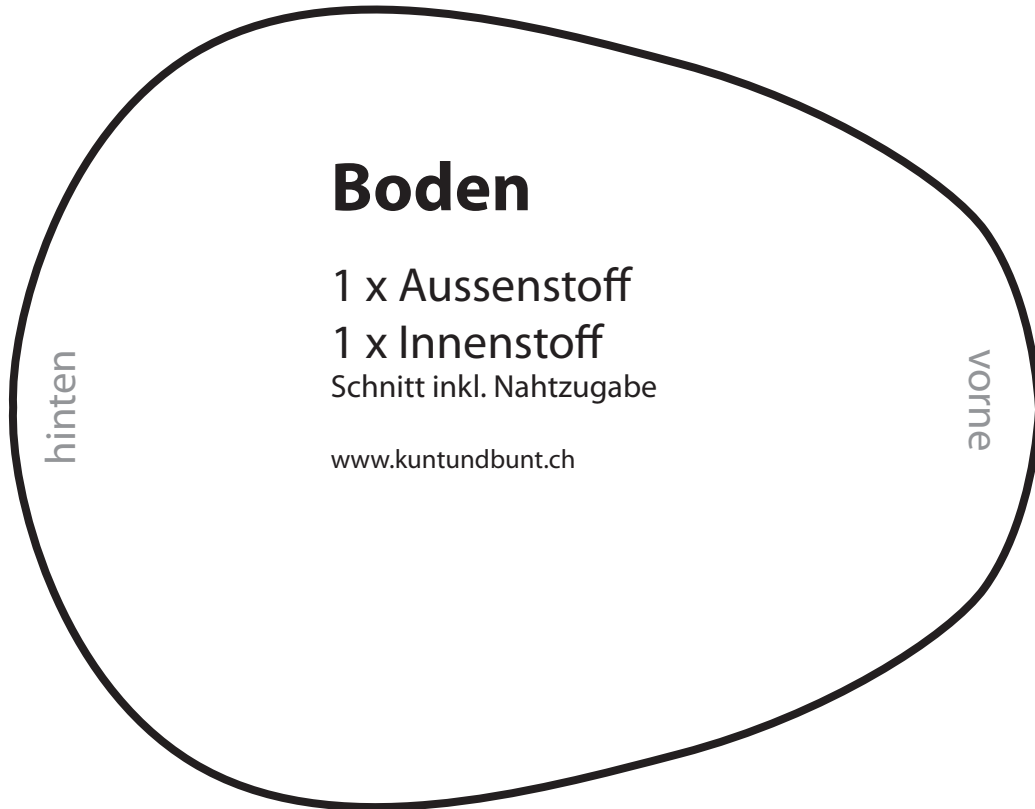 Boden
1 x Aussenstoff
1 x Innenstoff
Schnitt inkl. Nahtzugabe
www.kuntundbunt.ch
hinten
vorne